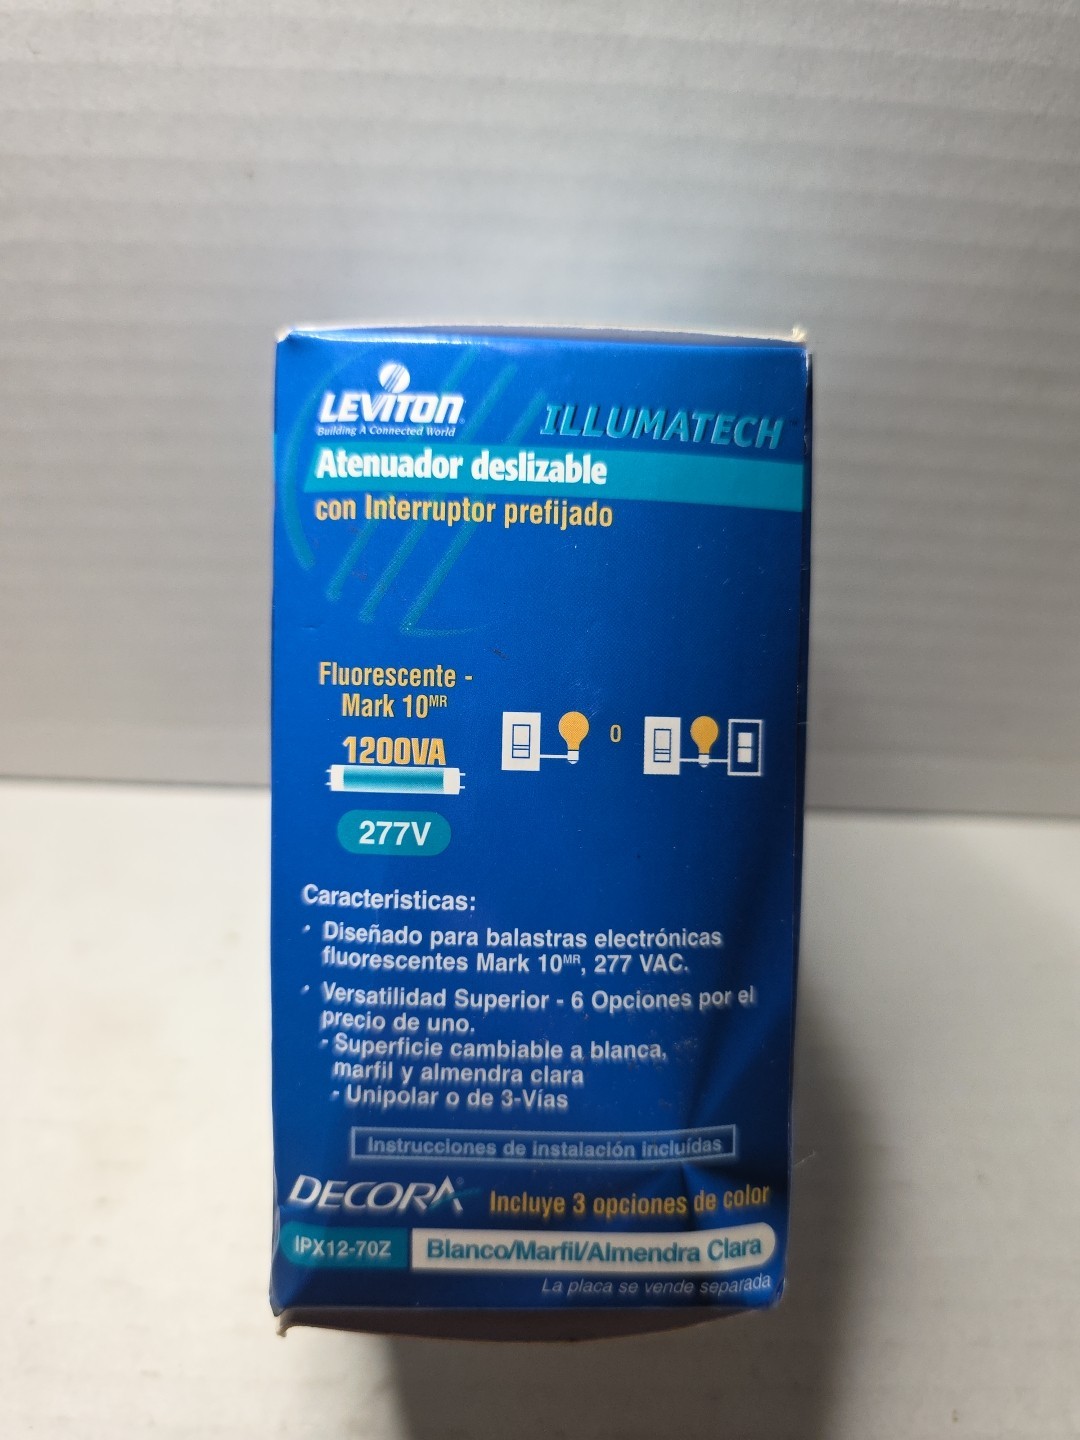 LEVITON®
Building A Connected World
ILLUMATECH
Atenuador deslizable
con Interruptor prefijado
Fluorescente -
Mark 10MR
1200VA
277V
o
Caracteristicas:
· Diseñado para balastras electrónicas
fluorescentes Mark 10MR, 277 VAC.
· Versatilidad Superior - 6 Opciones por el
precio de uno.
- Superficie cambiable a blanca,
marfil y almendra clara
- Unipolar o de 3-Vías
Instrucciones de instalación incluídas
DECORA®
Incluye 3 opciones de color
IPX12-70Z
Blanco/Marfil/Almendra Clara
La placa se vende separada